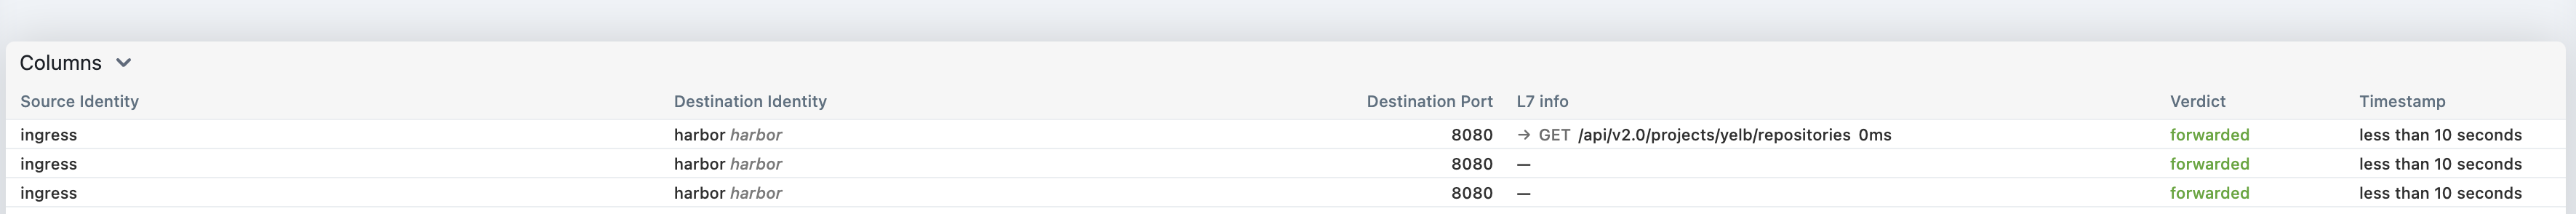 Columns
Source Identity Destination Identity Destination Port L7 info Verdict Timestamp
ingress harbor harbor 8080 → GET /api/v2.0/projects/yelb/repositories 0ms forwarded less than 10 seconds
ingress harbor harbor 8080 — forwarded less than 10 seconds
ingress harbor harbor 8080 — forwarded less than 10 seconds